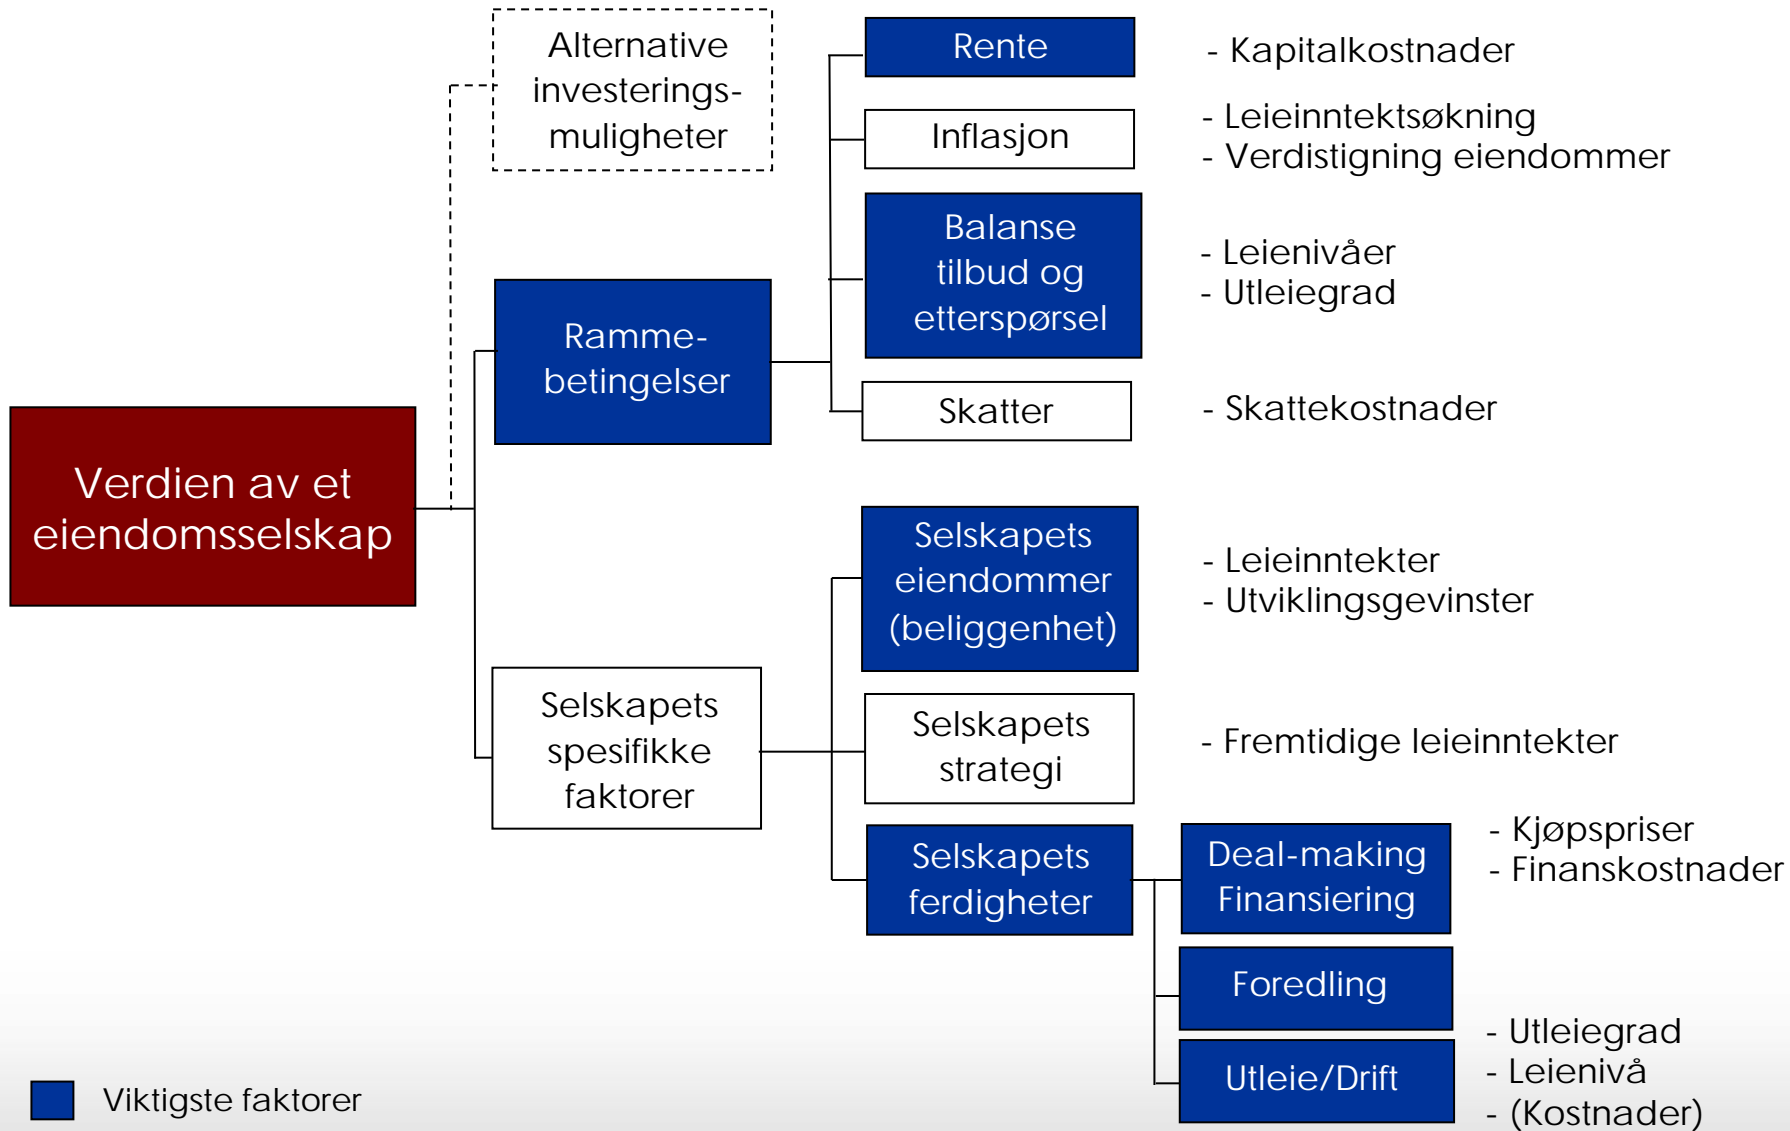 Alternative
investerings-
muligheter
Rente
- Kapitalkostnader
Inflasjon
- Leieinntektsøkning
- Verdistigning eiendommer
Balanse
tilbud og
etterspørsel
- Leienivåer
- Utleiegrad
Ramme-
betingelser
Skatter
- Skattekostnader
Verdien av et
eiendomsselskap
Selskapets
eiendommer
(beliggenhet)
- Leieinntekter
- Utviklingsgevinster
Selskapets
spesifikke
faktorer
Selskapets
strategi
- Fremtidige leieinntekter
Selskapets
ferdigheter
Deal-making
Finansiering
- Kjøpspriser
- Finanskostnader
Foredling
Utleie/Drift
- Utleiegrad
- Leienivå
- (Kostnader)
Viktigste faktorer